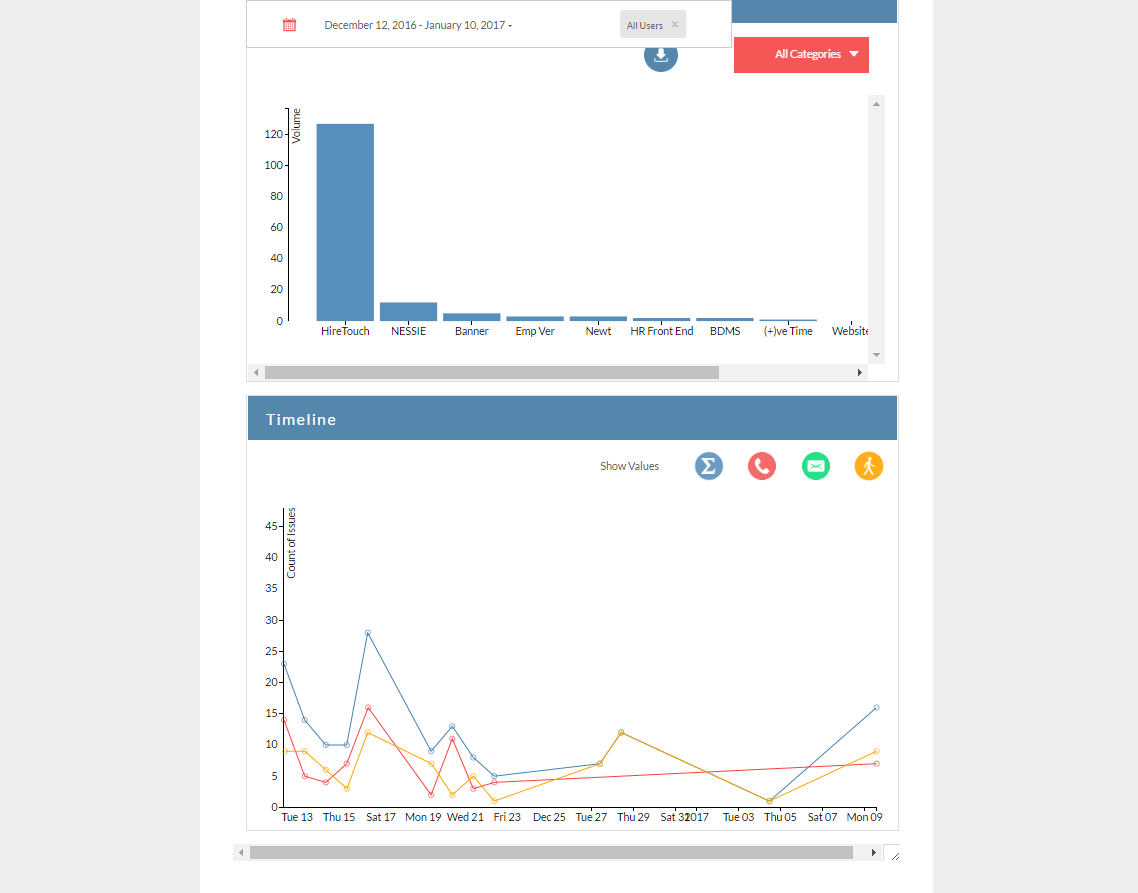 December 12, 2016 - January 10, 2017
All Users ×
All Categories
Volume
120
100
80
60
40
20
0
HireTouch NESSIE Banner Emp Ver Newt HR Front End BDMS (+)ve Time Website
Timeline
Show Values
Count of Issues
45
40
35
30
25
20
15
10
5
0
Tue 13 Thu 15 Sat 17 Mon 19 Wed 21 Fri 23 Dec 25 Tue 27 Thu 29 Sat 31 2017 Tue 03 Thu 05 Sat 07 Mon 09